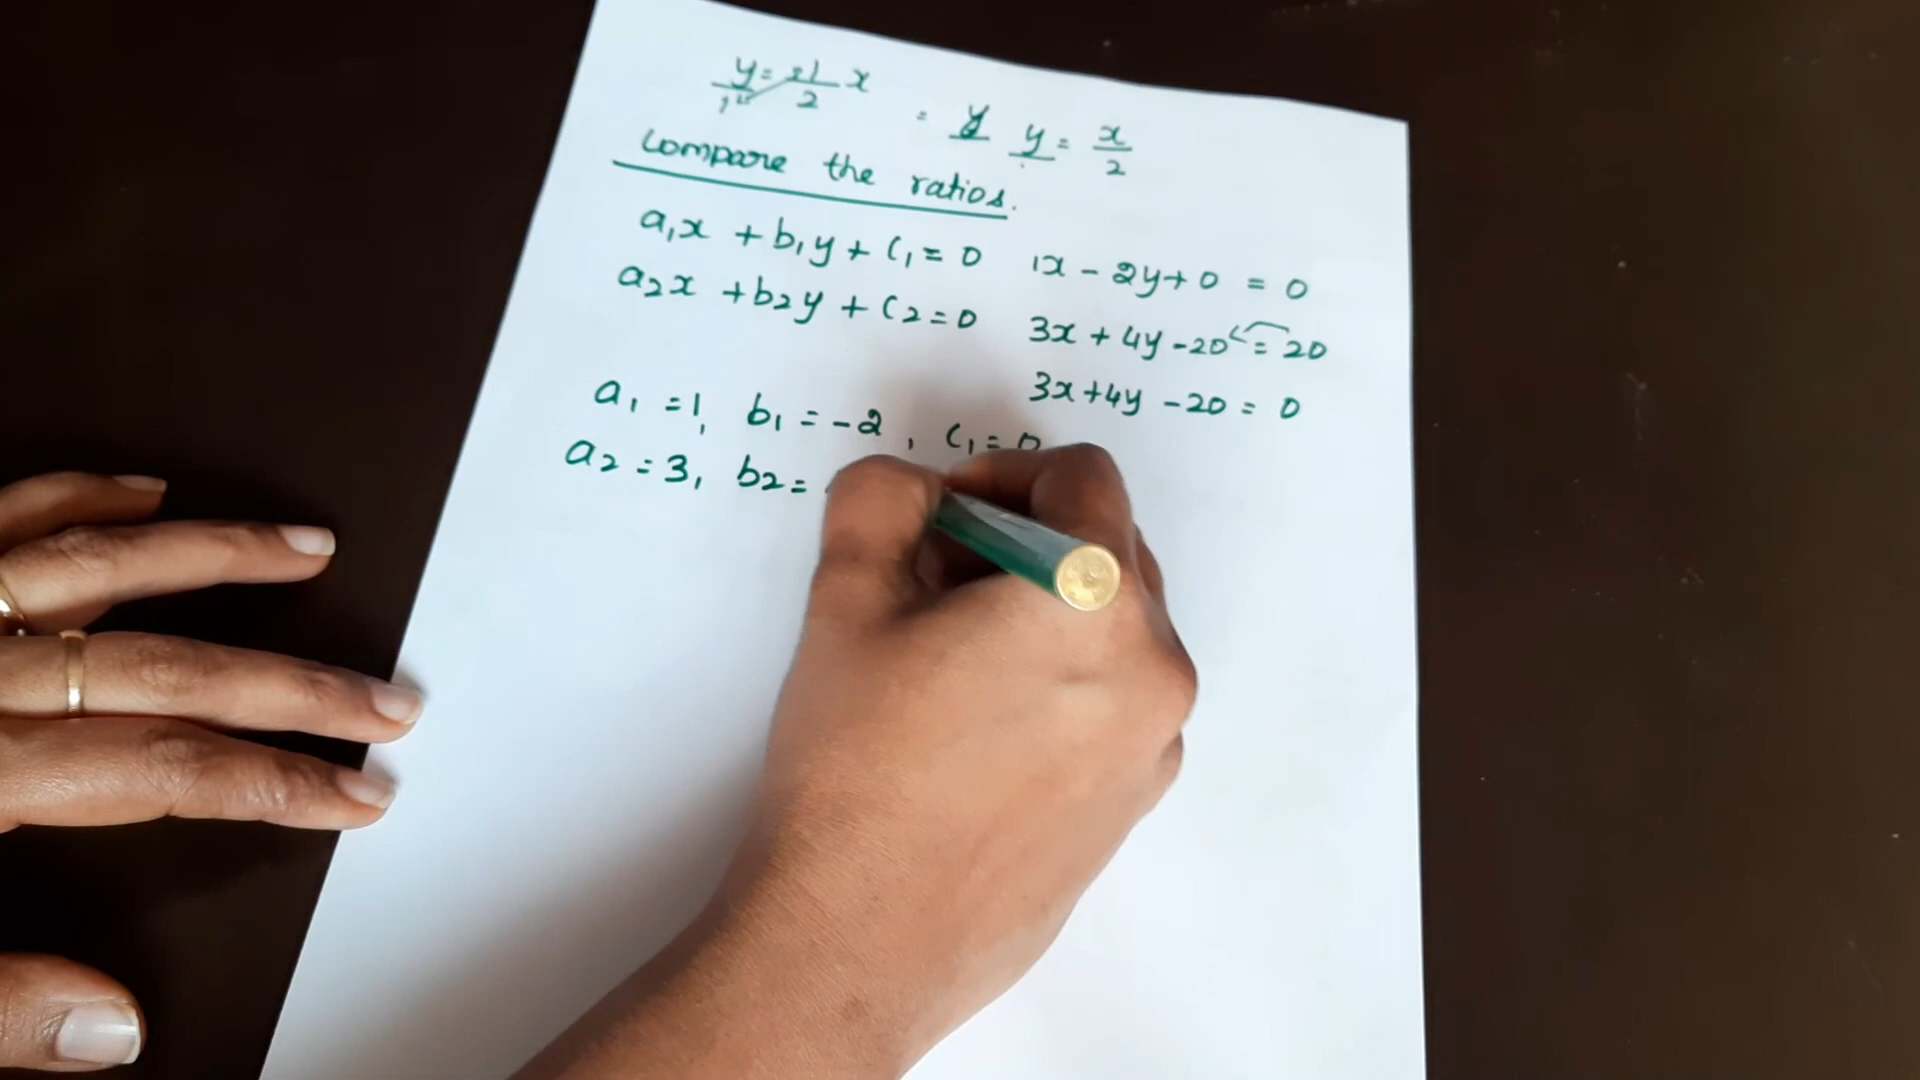 y = 1/2 x
= y y = x/2
compare the ratios.
a₁x + b₁y + c₁ = 0 1x - 2y + 0 = 0
a₂x + b₂y + c₂ = 0 3x + 4y - 20 = 20
3x + 4y - 20 = 0
a₁ = 1, b₁ = -2, c₁ = 0
a₂ = 3, b₂ =